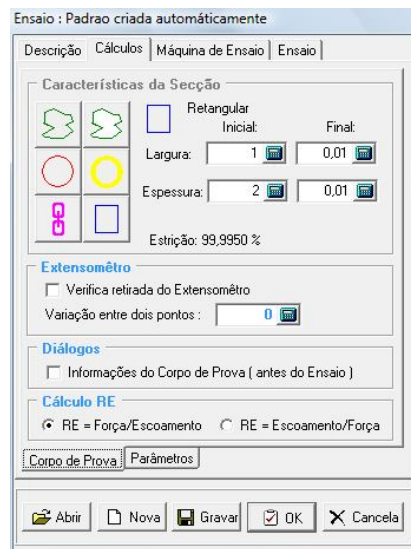 Ensaio : Padrao criada automáticamente
Descrição Cálculos Máquina de Ensaio Ensaio
Características da Secção
Retangular
Inicial: Final:
Largura: 1 0,01
Espessura: 2 0,01
Estrição: 99,9950 %
Extensomêtro
Verifica retirada do Extensomêtro
Variação entre dois pontos : 0
Diálogos
Informações do Corpo de Prova ( antes do Ensaio )
Cálculo RE
RE = Força/Escoamento RE = Escoamento/Força
Corpo de Prova Parâmetros
Abrir Nova Gravar OK Cancela